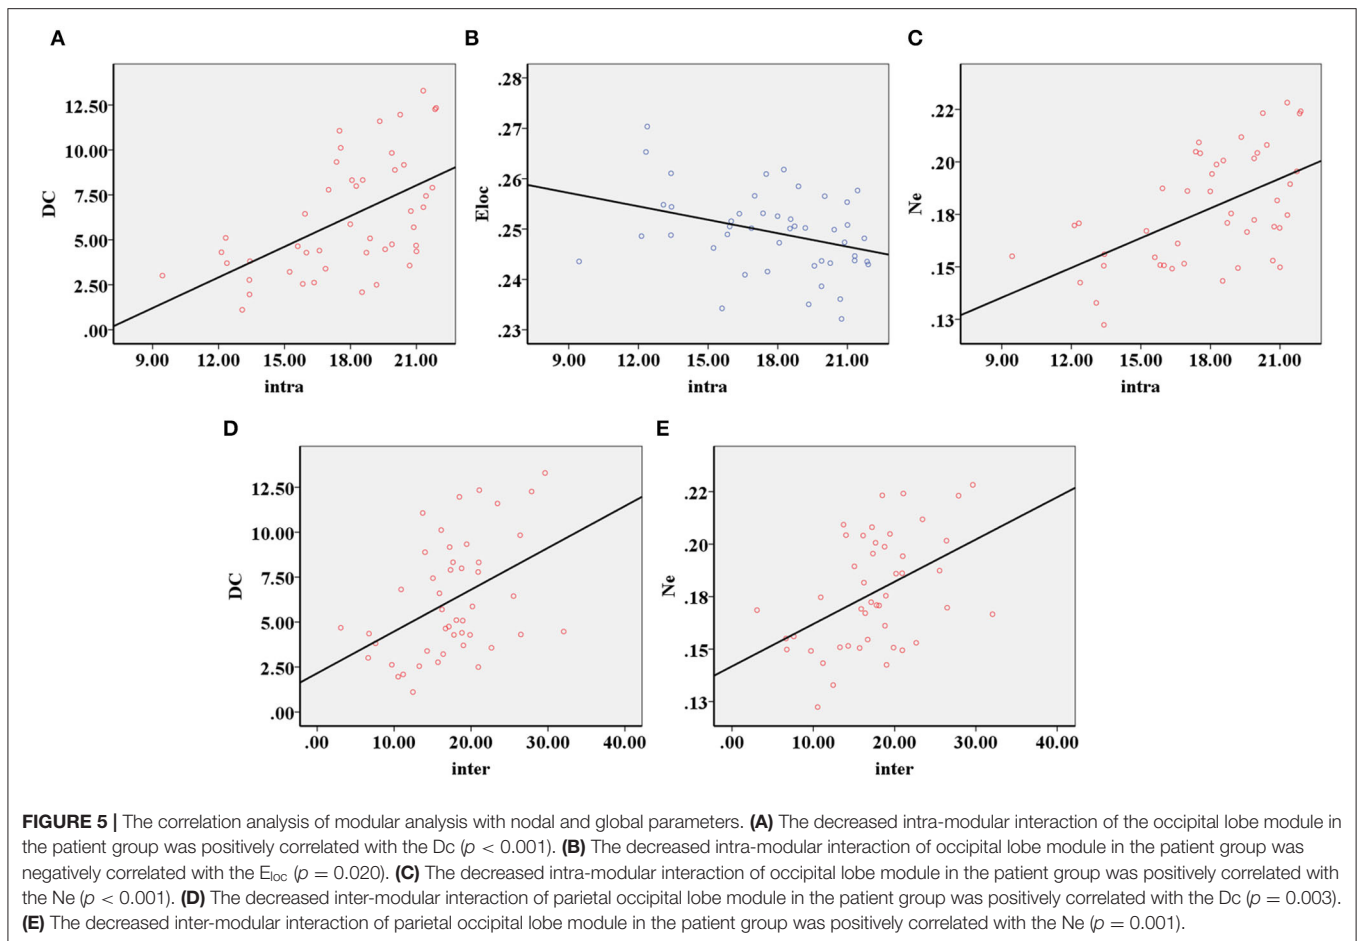 A
B
C
DC
12.50
10.00
7.50
5.00
2.50
.00
9.00 12.00 15.00 18.00 21.00
intra
Eloc
.28
.27
.26
.25
.24
.23
9.00 12.00 15.00 18.00 21.00
intra
Ne
.22
.20
.18
.15
.13
9.00 12.00 15.00 18.00 21.00
intra
D
E
DC
12.50
10.00
7.50
5.00
2.50
.00
.00 10.00 20.00 30.00 40.00
inter
Ne
.22
.20
.18
.15
.13
.00 10.00 20.00 30.00 40.00
inter
FIGURE 5 | The correlation analysis of modular analysis with nodal and global parameters. (A) The decreased intra-modular interaction of the occipital lobe module in
the patient group was positively correlated with the Dc (p < 0.001). (B) The decreased intra-modular interaction of occipital lobe module in the patient group was
negatively correlated with the Eloc (p = 0.020). (C) The decreased intra-modular interaction of occipital lobe module in the patient group was positively correlated with
the Ne (p < 0.001). (D) The decreased inter-modular interaction of parietal occipital lobe module in the patient group was positively correlated with the Dc (p = 0.003).
(E) The decreased inter-modular interaction of parietal occipital lobe module in the patient group was positively correlated with the Ne (p = 0.001).